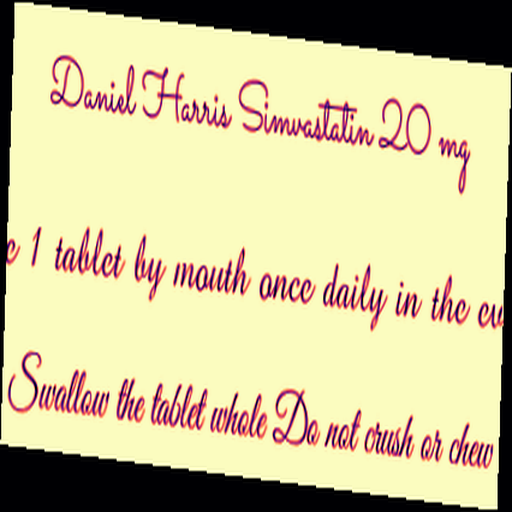 Daniel Harris Simvastatin 20 mg
1 tablet by mouth once daily in the
Swallow the tablet whole Do not crush or chew